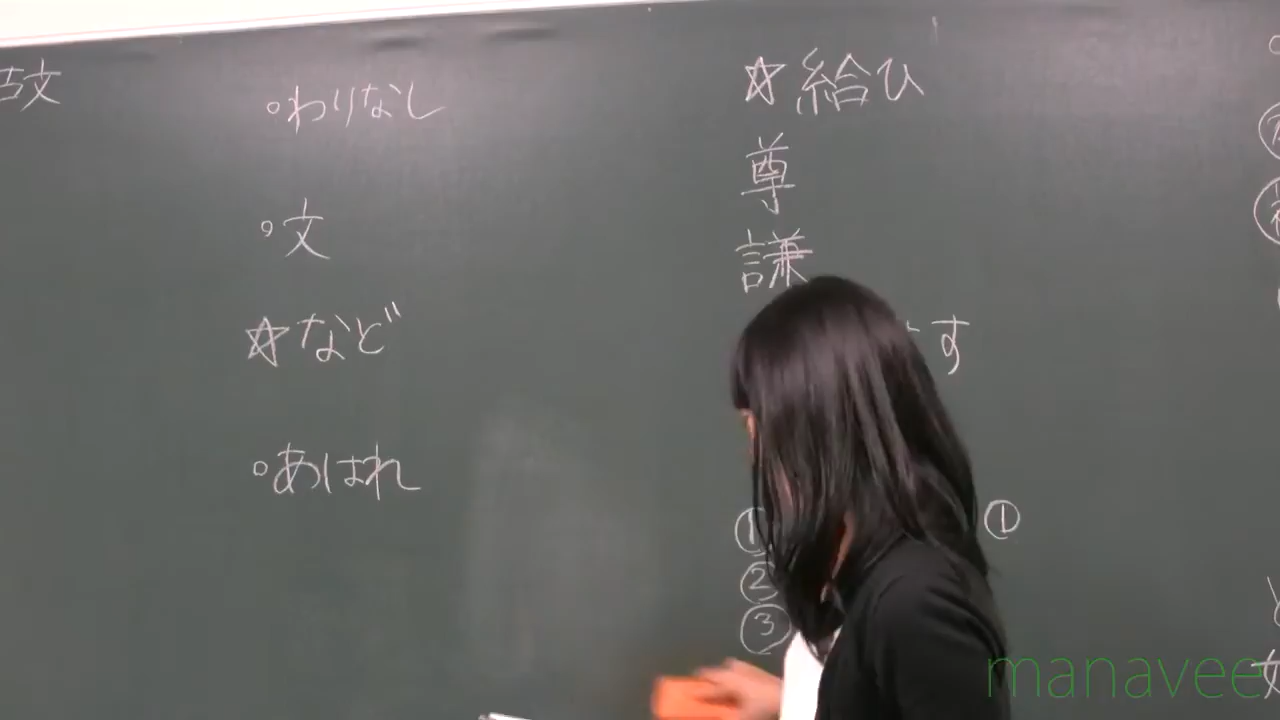 古文
○わりなし
○文
☆など
○あはれ
☆給ひ
尊
謙
す
①
②
③
①
manavee